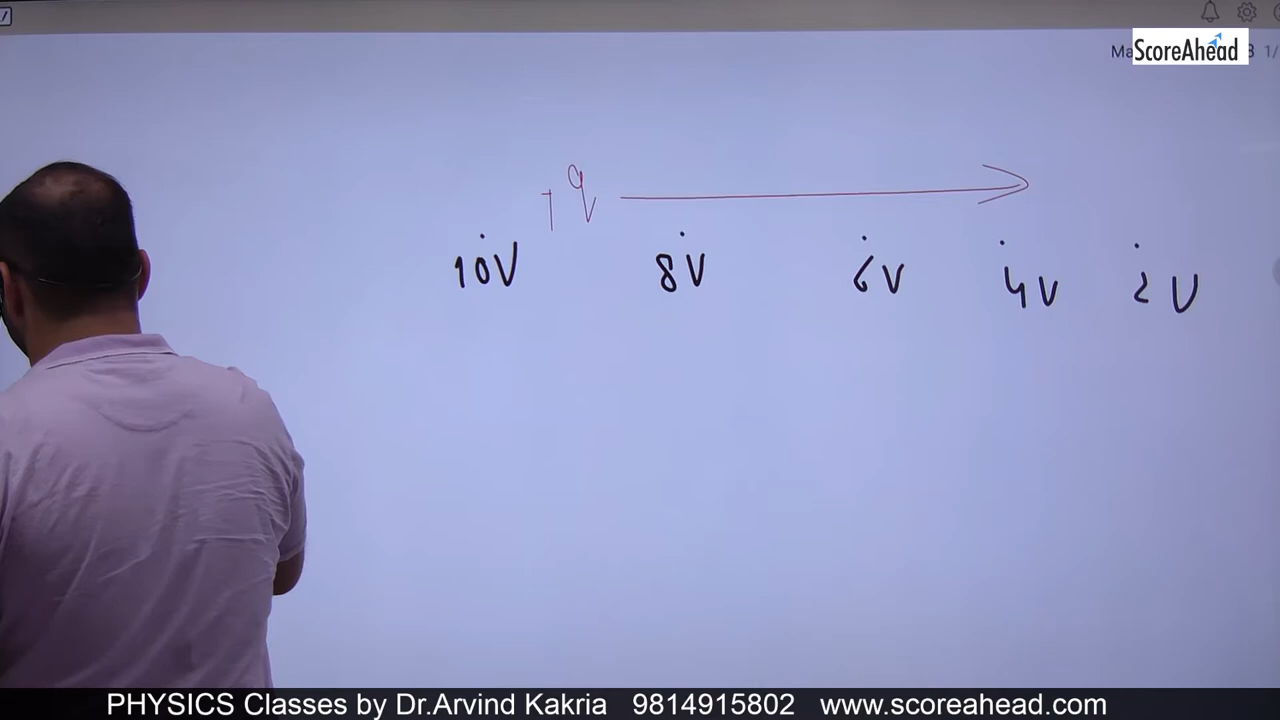 ScoreAhead
+q
10V 8V 6V 4V 2V
PHYSICS Classes by Dr.Arvind Kakria 9814915802 www.scoreahead.com